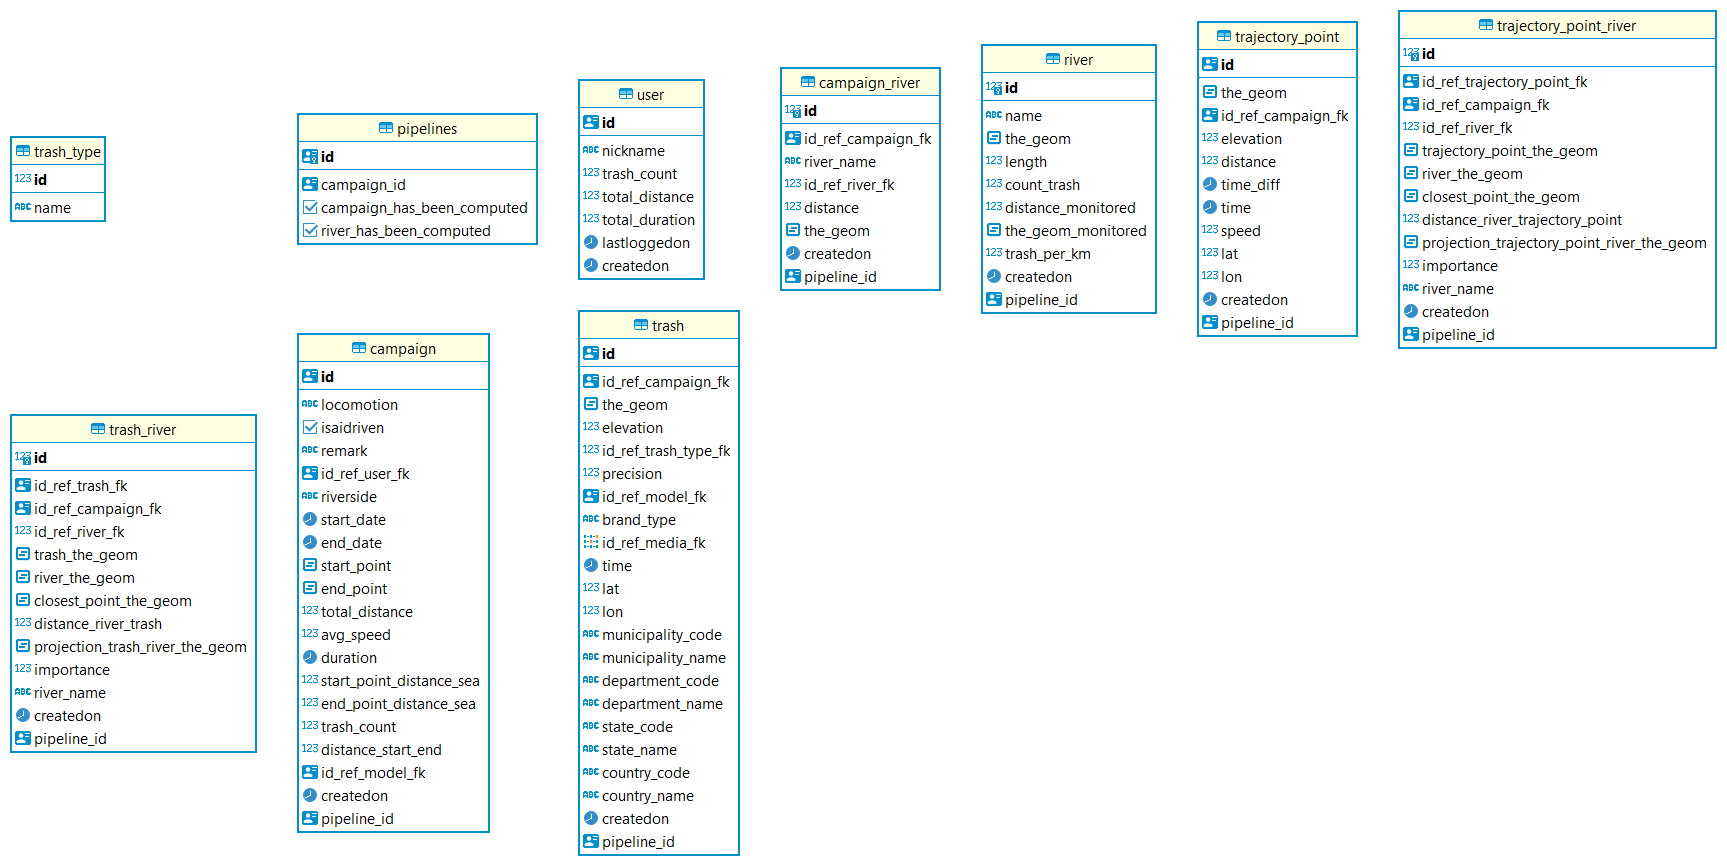 trash_type
123 id
ABC name
pipelines
id
campaign_id
campaign_has_been_computed
river_has_been_computed
user
id
ABC nickname
123 trash_count
123 total_distance
123 total_duration
lastloggedon
createdon
campaign_river
123 id
id_ref_campaign_fk
ABC river_name
123 id_ref_river_fk
123 distance
the_geom
createdon
pipeline_id
river
123 id
ABC name
the_geom
123 length
123 count_trash
123 distance_monitored
the_geom_monitored
123 trash_per_km
createdon
pipeline_id
trajectory_point
id
the_geom
id_ref_campaign_fk
123 elevation
123 distance
time_diff
time
123 speed
123 lat
123 lon
createdon
pipeline_id
trajectory_point_river
123 id
id_ref_trajectory_point_fk
id_ref_campaign_fk
123 id_ref_river_fk
trajectory_point_the_geom
river_the_geom
closest_point_the_geom
123 distance_river_trajectory_point
projection_trajectory_point_river_the_geom
123 importance
ABC river_name
createdon
pipeline_id
trash_river
123 id
id_ref_trash_fk
id_ref_campaign_fk
123 id_ref_river_fk
trash_the_geom
river_the_geom
closest_point_the_geom
123 distance_river_trash
projection_trash_river_the_geom
123 importance
ABC river_name
createdon
pipeline_id
campaign
id
ABC locomotion
isaidriven
ABC remark
id_ref_user_fk
ABC riverside
start_date
end_date
start_point
end_point
123 total_distance
123 avg_speed
duration
123 start_point_distance_sea
123 end_point_distance_sea
123 trash_count
123 distance_start_end
id_ref_model_fk
createdon
pipeline_id
trash
id
id_ref_campaign_fk
the_geom
123 elevation
123 id_ref_trash_type_fk
123 precision
id_ref_model_fk
ABC brand_type
id_ref_media_fk
time
123 lat
123 lon
ABC municipality_code
ABC municipality_name
ABC department_code
ABC department_name
ABC state_code
ABC state_name
ABC country_code
ABC country_name
createdon
pipeline_id